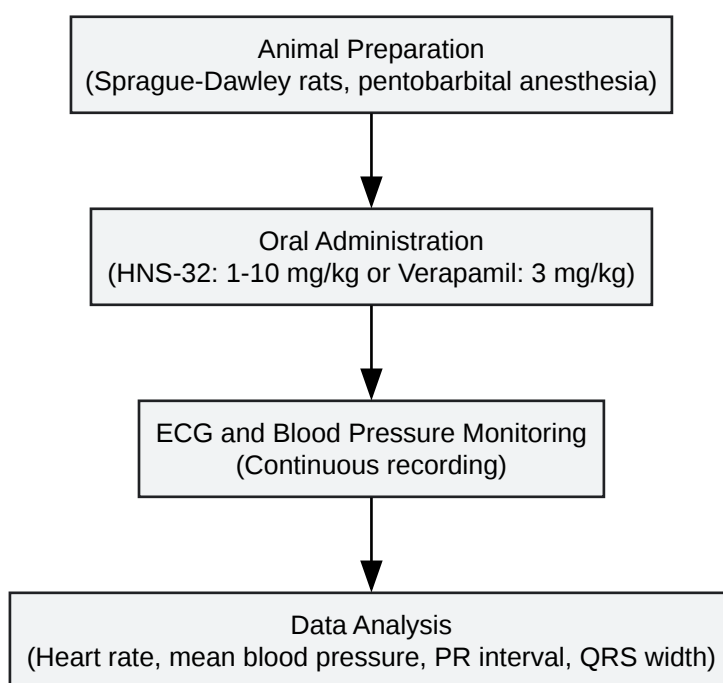 Animal Preparation
(Sprague-Dawley rats, pentobarbital anesthesia)
Oral Administration
(HNS-32: 1-10 mg/kg or Verapamil: 3 mg/kg)
ECG and Blood Pressure Monitoring
(Continuous recording)
Data Analysis
(Heart rate, mean blood pressure, PR interval, QRS width)